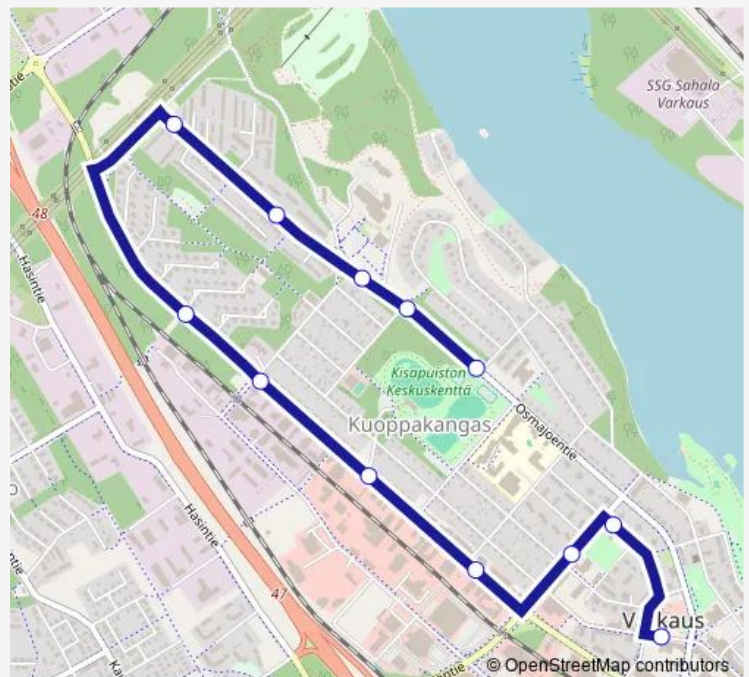 SSG Sahala
Varkaus
48
Hasintie
Kisapuiston
Keskuskenttä
Kuoppakangas
Osmajoentie
Hasintie
47
V kaus
© OpenStreetMap contributors